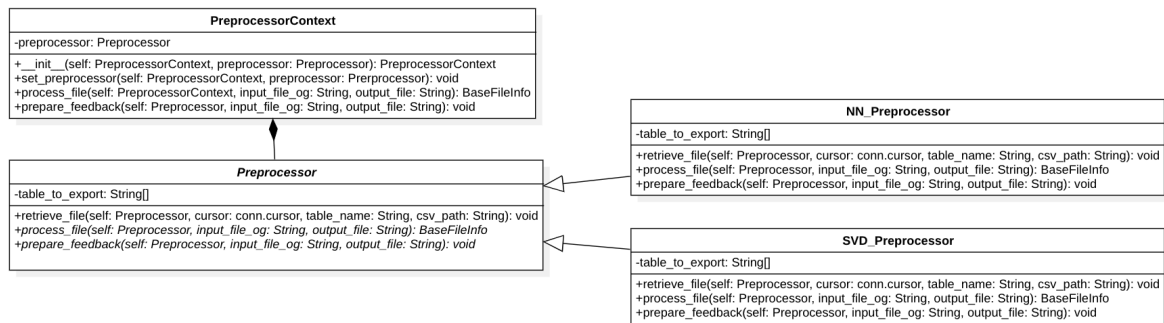 PreprocessorContext
-preprocessor: Preprocessor
+__init__(self: PreprocessorContext, preprocessor: Preprocessor): PreprocessorContext
+set_preprocessor(self: PreprocessorContext, preprocessor: Prerprocessor): void
+process_file(self: PreprocessorContext, input_file_og: String, output_file: String): BaseFileInfo
+prepare_feedback(self: Preprocessor, input_file_og: String, output_file: String): void
Preprocessor
-table_to_export: String[]
+retrieve_file(self: Preprocessor, cursor: conn.cursor, table_name: String, csv_path: String): void
+process_file(self: Preprocessor, input_file_og: String, output_file: String): BaseFileInfo
+prepare_feedback(self: Preprocessor, input_file_og: String, output_file: String): void
NN_Preprocessor
-table_to_export: String[]
+retrieve_file(self: Preprocessor, cursor: conn.cursor, table_name: String, csv_path: String): void
+process_file(self: Preprocessor, input_file_og: String, output_file: String): BaseFileInfo
+prepare_feedback(self: Preprocessor, input_file_og: String, output_file: String): void
SVD_Preprocessor
-table_to_export: String[]
+retrieve_file(self: Preprocessor, cursor: conn.cursor, table_name: String, csv_path: String): void
+process_file(self: Preprocessor, input_file_og: String, output_file: String): BaseFileInfo
+prepare_feedback(self: Preprocessor, input_file_og: String, output_file: String): void